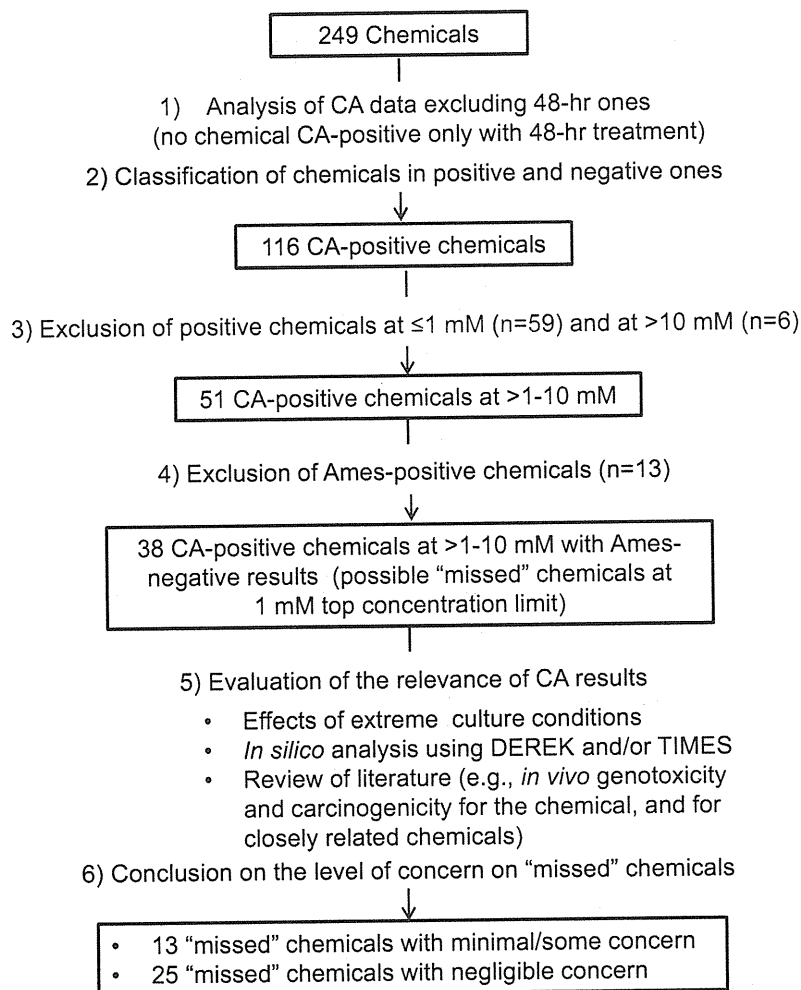 249 Chemicals
1) Analysis of CA data excluding 48-hr ones
(no chemical CA-positive only with 48-hr treatment)
2) Classification of chemicals in positive and negative ones
116 CA-positive chemicals
3) Exclusion of positive chemicals at ≤1 mM (n=59) and at >10 mM (n=6)
51 CA-positive chemicals at >1-10 mM
4) Exclusion of Ames-positive chemicals (n=13)
38 CA-positive chemicals at >1-10 mM with Ames-
negative results (possible “missed” chemicals at
1 mM top concentration limit)
5) Evaluation of the relevance of CA results
• Effects of extreme culture conditions
• In silico analysis using DEREK and/or TIMES
• Review of literature (e.g., in vivo genotoxicity
and carcinogenicity for the chemical, and for
closely related chemicals)
6) Conclusion on the level of concern on “missed” chemicals
• 13 “missed” chemicals with minimal/some concern
• 25 “missed” chemicals with negligible concern